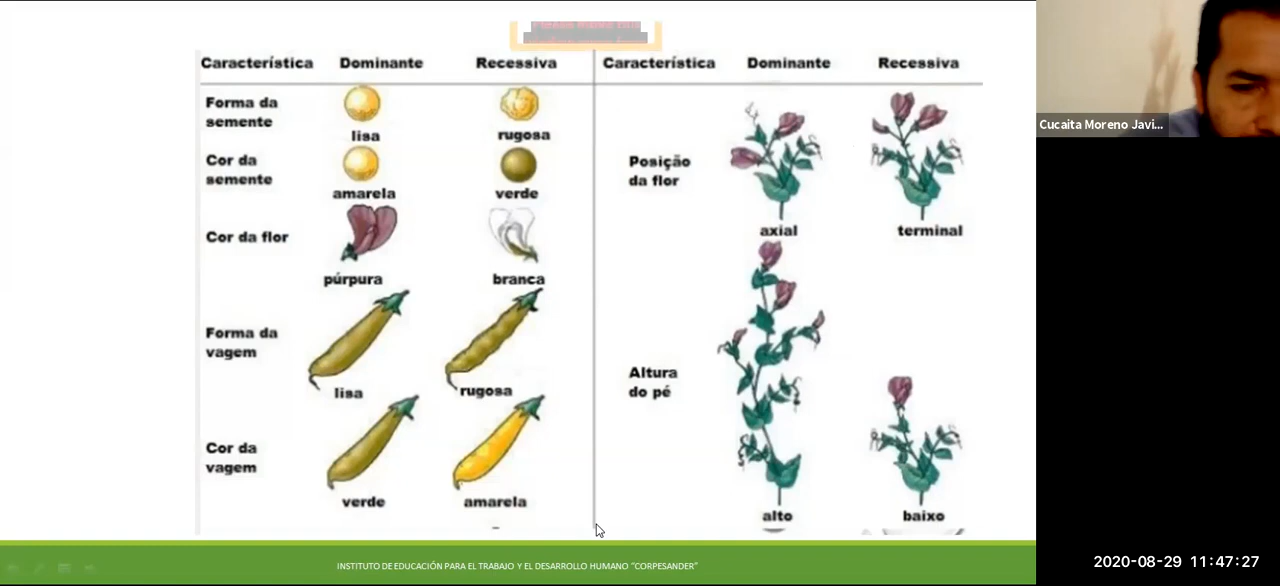 Característica Dominante Recessiva
Forma da
semente
lisa rugosa
Cor da
semente
amarela verde
Cor da flor
púrpura branca
Forma da
vagem
lisa rugosa
Cor da
vagem
verde amarela
Característica Dominante Recessiva
Posição
da flor
axial terminal
Altura
do pé
alto baixo
INSTITUTO DE EDUCACIÓN PARA EL TRABAJO Y EL DESARROLLO HUMANO "CORPESANDER"
Cucaita Moreno Javi...
2020-08-29 11:47:27